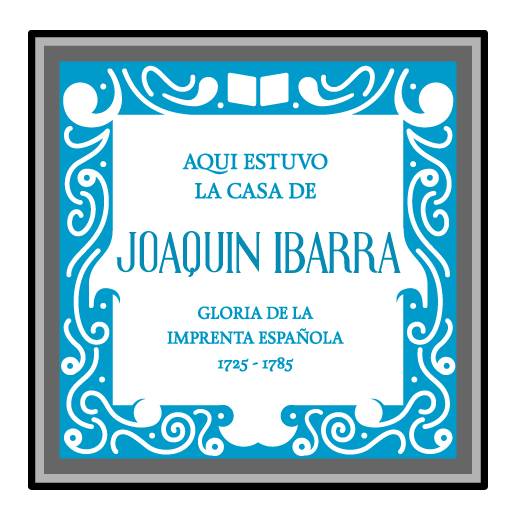 AQUI ESTUVO
LA CASA DE
JOAQUIN IBARRA
GLORIA DE LA
IMPRENTA ESPAÑOLA
1725 - 1785